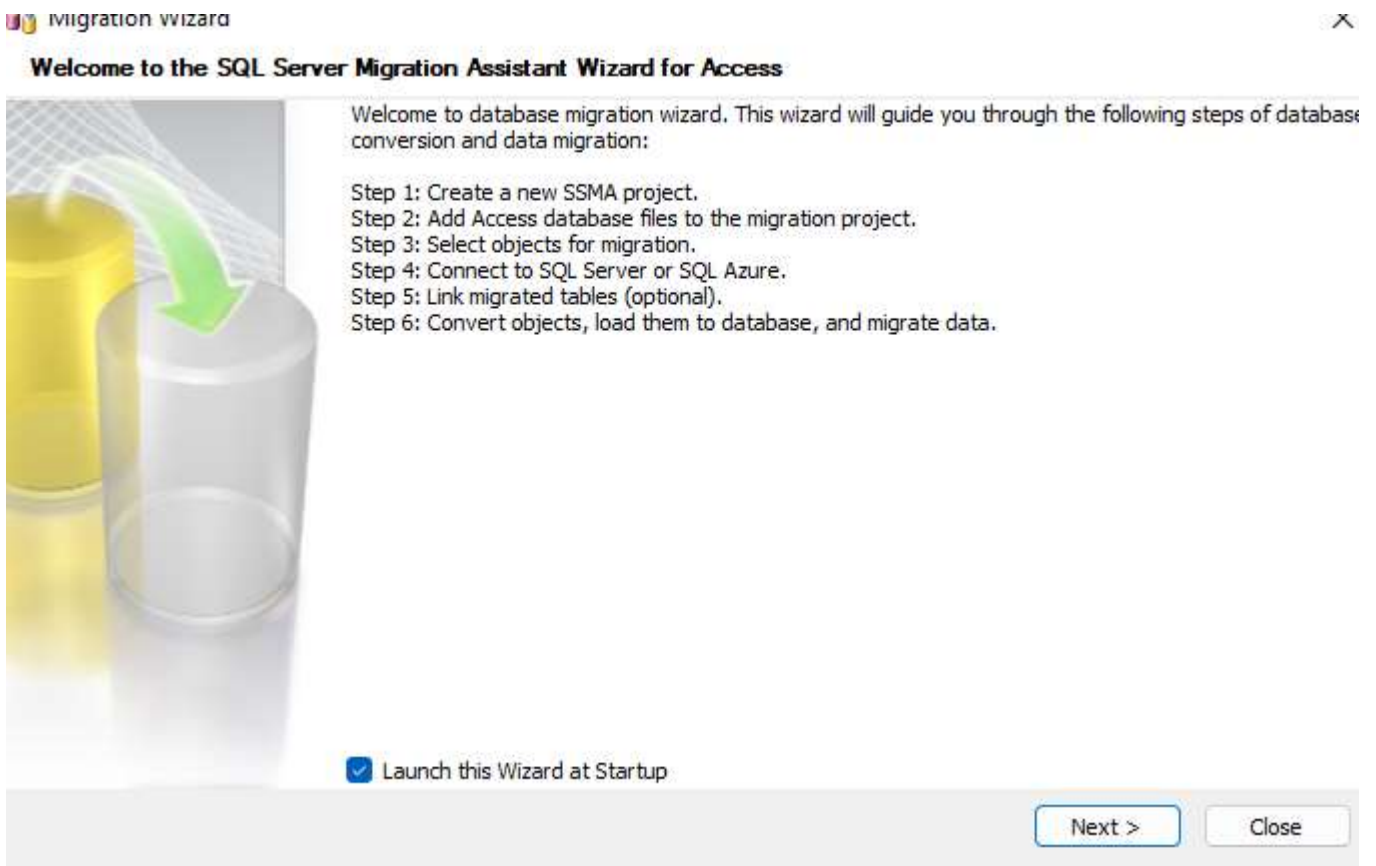 Migration Wizard
Welcome to the SQL Server Migration Assistant Wizard for Access
Welcome to database migration wizard. This wizard will guide you through the following steps of database
conversion and data migration:
Step 1: Create a new SSMA project.
Step 2: Add Access database files to the migration project.
Step 3: Select objects for migration.
Step 4: Connect to SQL Server or SQL Azure.
Step 5: Link migrated tables (optional).
Step 6: Convert objects, load them to database, and migrate data.
Launch this Wizard at Startup
Next >
Close